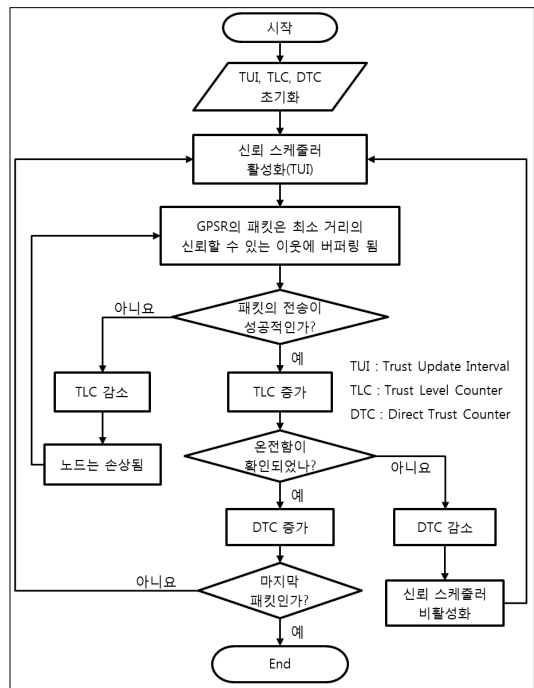 시작
TUI, TLC, DTC
초기화
신뢰 스케줄러
활성화(TUI)
GPSR의 패킷은 최소 거리의
신뢰할 수 있는 이웃에 버퍼링 됨
아니요
패킷의 전송이
성공적인가?
예
TUI : Trust Update Interval
TLC : Trust Level Counter
DTC : Direct Trust Counter
TLC 감소
TLC 증가
노드는 손상됨
온전함이
확인되었나?
아니요
예
DTC 증가
DTC 감소
아니요
마지막
패킷인가?
신뢰 스케줄러
비활성화
예
End